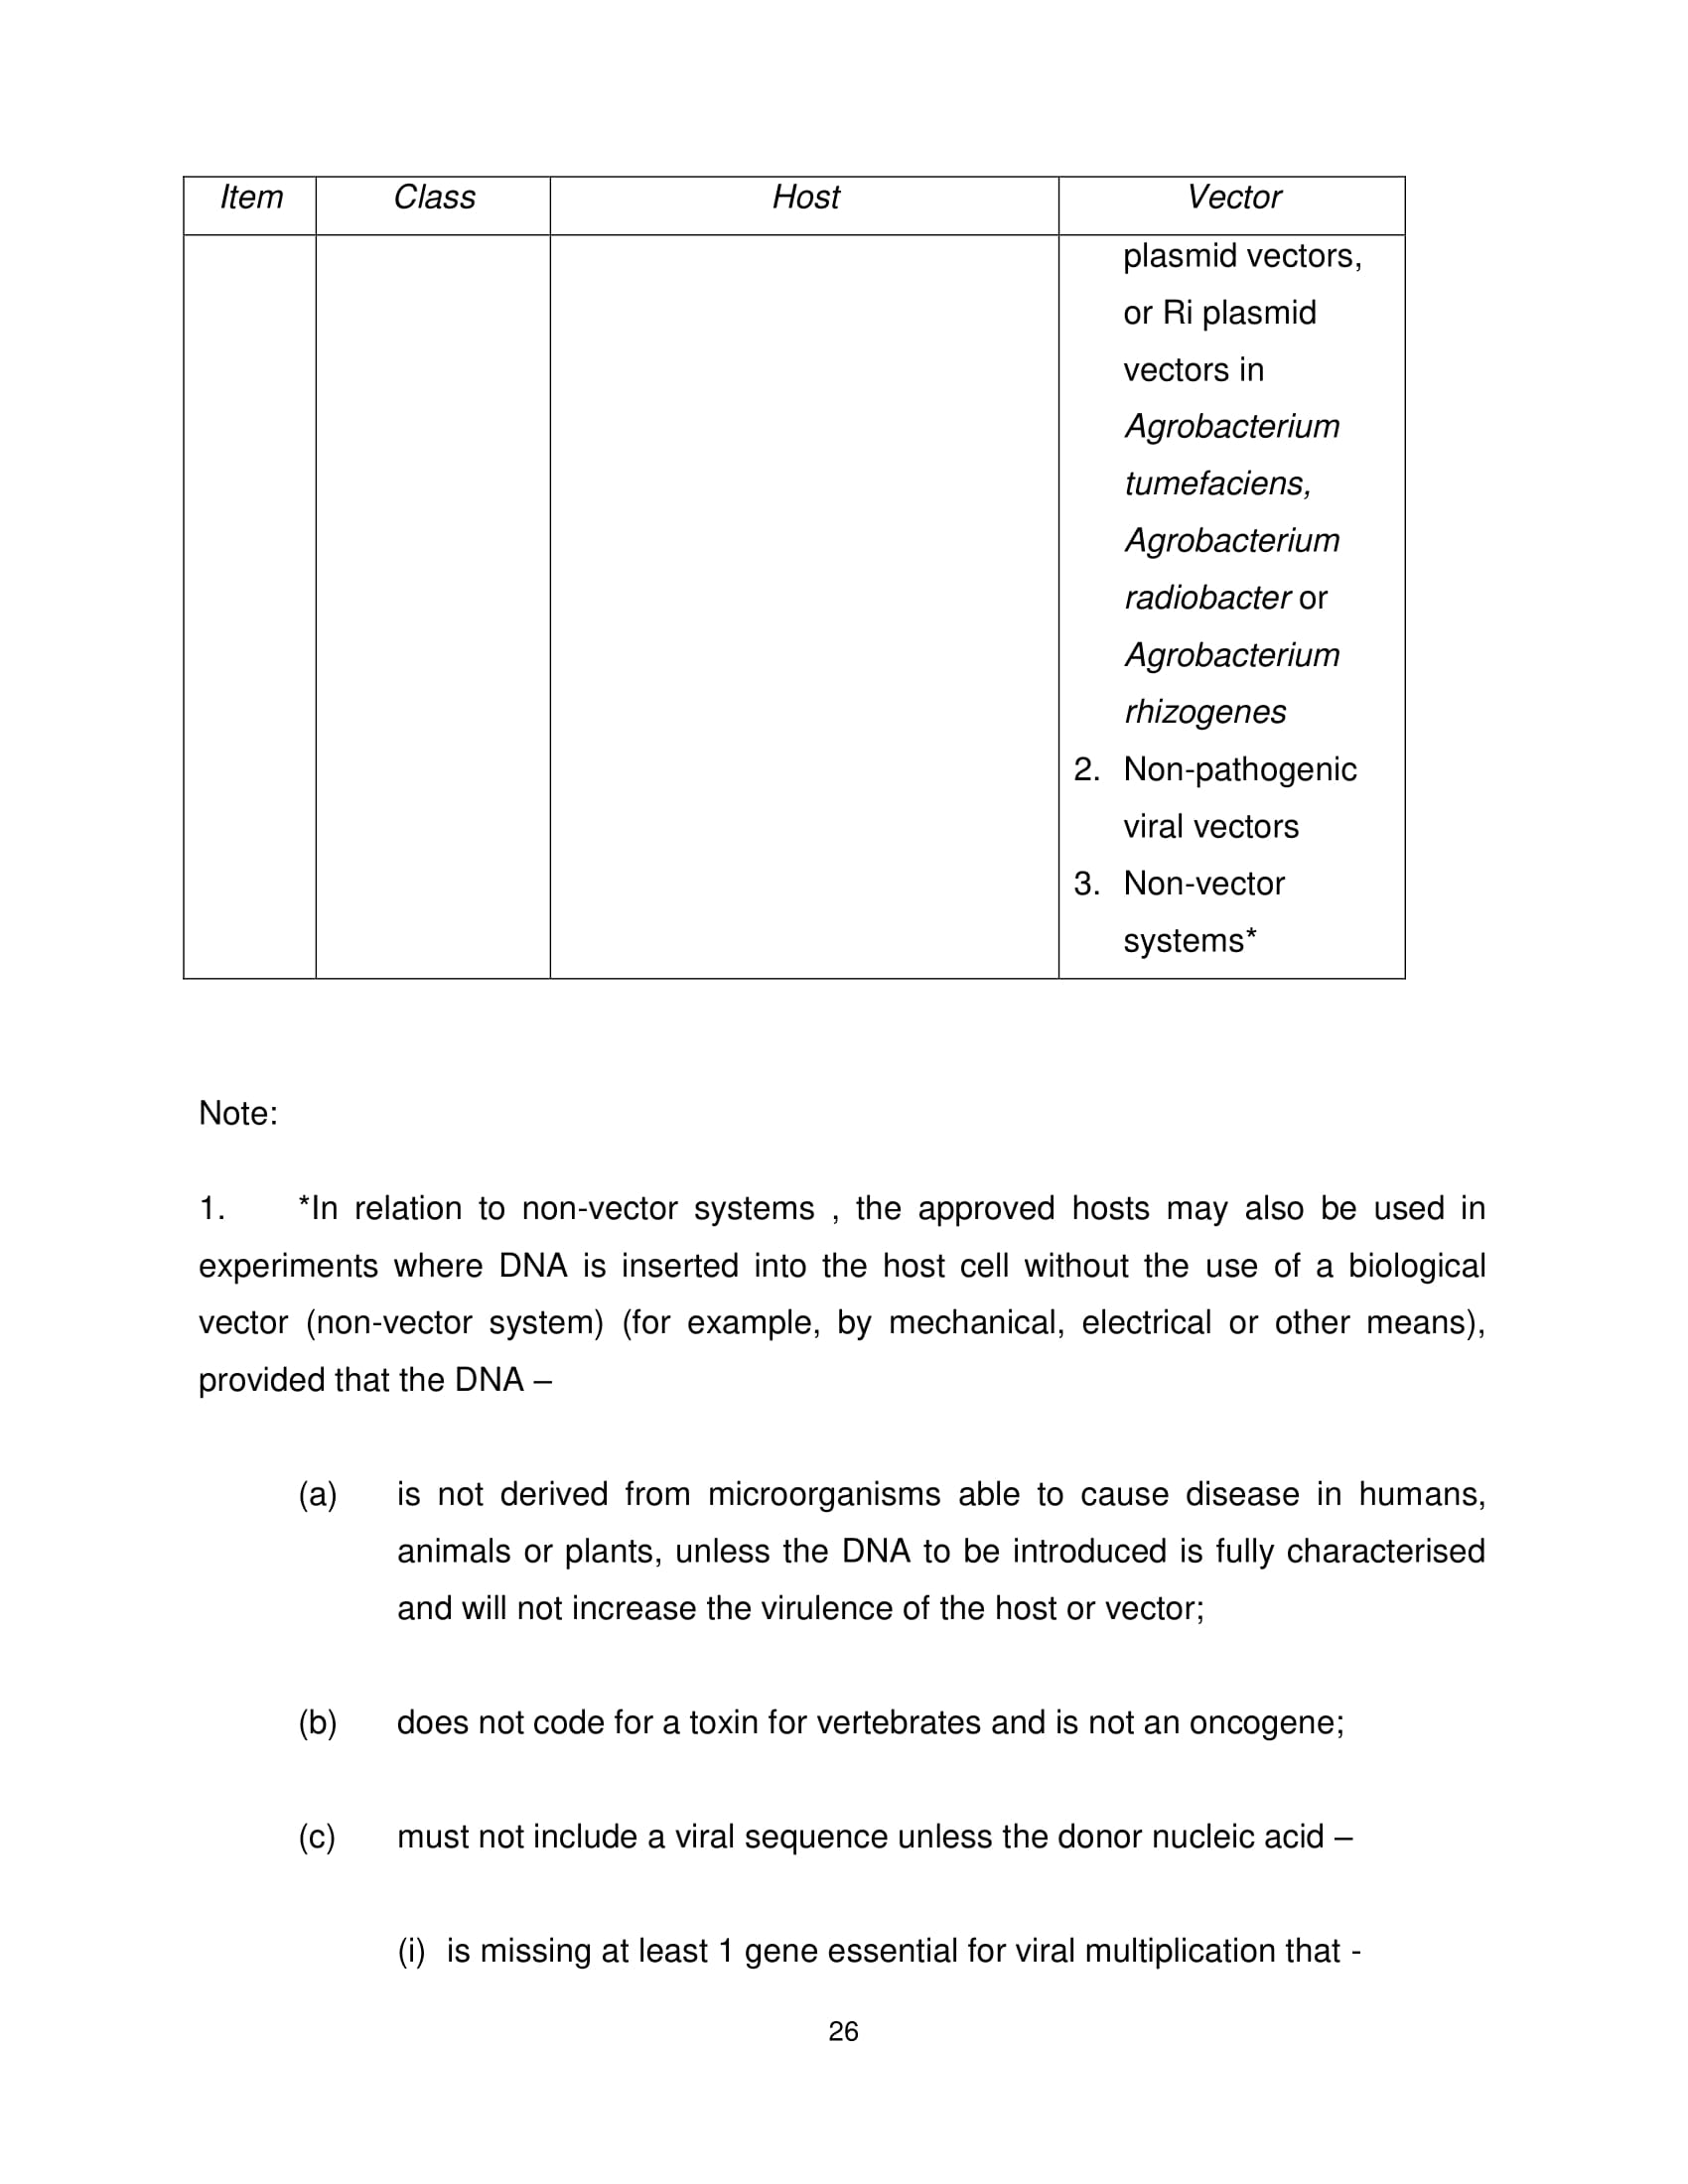 Item Class Host Vector
plasmid vectors,
or Ri plasmid
vectors in
Agrobacterium
tumefaciens,
Agrobacterium
radiobacter or
Agrobacterium
rhizogenes
2. Non-pathogenic
viral vectors
3. Non-vector
systems*
Note:
1. *In relation to non-vector systems , the approved hosts may also be used in
experiments where DNA is inserted into the host cell without the use of a biological
vector (non-vector system) (for example, by mechanical, electrical or other means),
provided that the DNA –
(a) is not derived from microorganisms able to cause disease in humans,
animals or plants, unless the DNA to be introduced is fully characterised
and will not increase the virulence of the host or vector;
(b) does not code for a toxin for vertebrates and is not an oncogene;
(c) must not include a viral sequence unless the donor nucleic acid –
(i) is missing at least 1 gene essential for viral multiplication that -
26